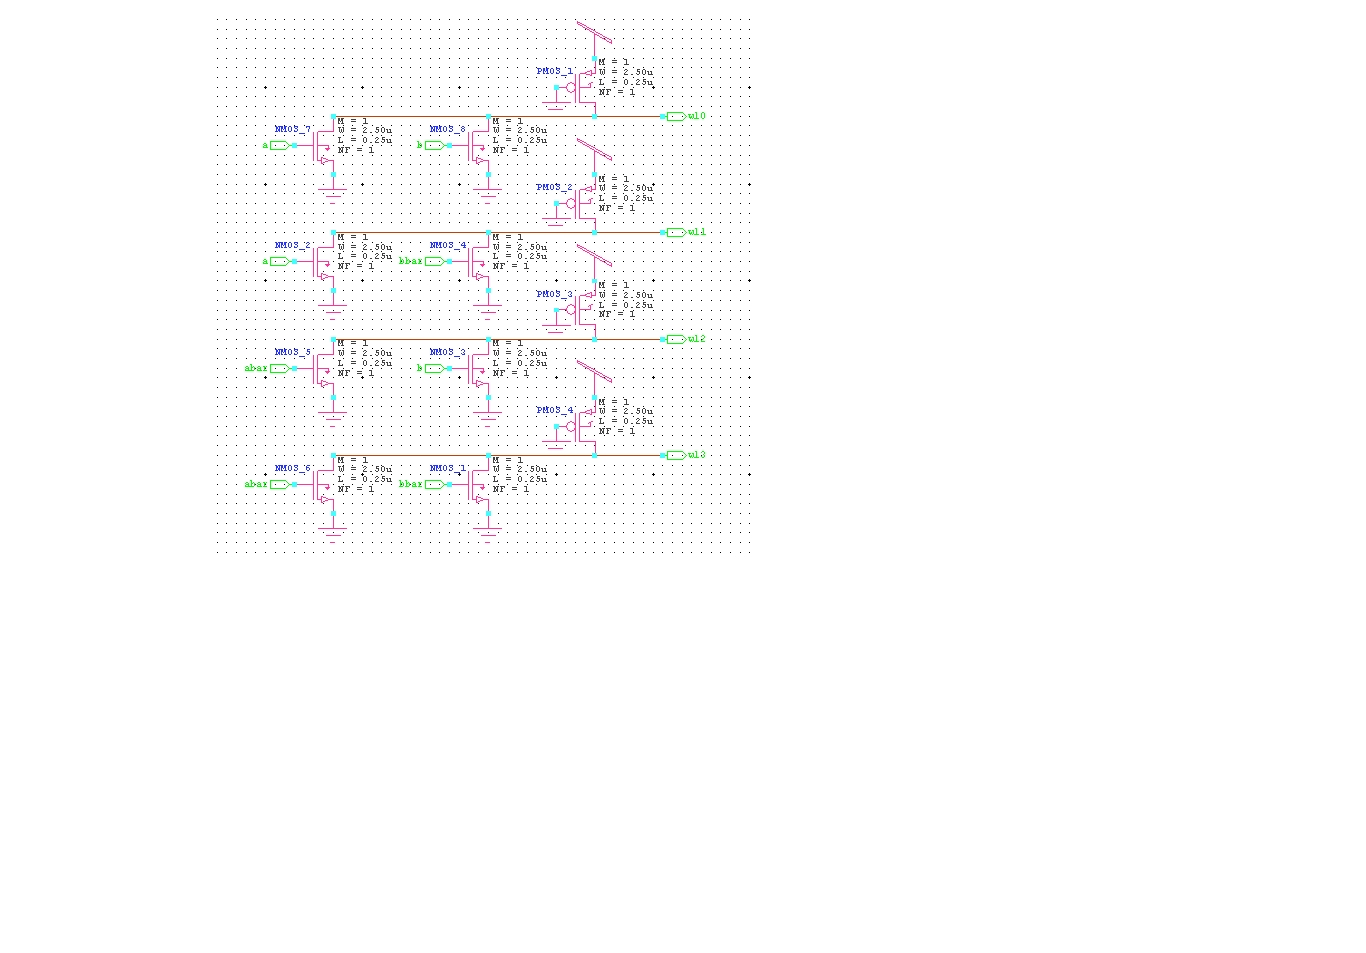 PMOS_1
M = 1
W = 2.50u
L = 0.25u
NF = 1
wl0
NMOS_7
M = 1
W = 2.50u
L = 0.25u
NF = 1
a
NMOS_8
M = 1
W = 2.50u
L = 0.25u
NF = 1
b
PMOS_2
M = 1
W = 2.50u
L = 0.25u
NF = 1
wl1
NMOS_2
M = 1
W = 2.50u
L = 0.25u
NF = 1
a
NMOS_4
M = 1
W = 2.50u
L = 0.25u
NF = 1
bbar
PMOS_3
M = 1
W = 2.50u
L = 0.25u
NF = 1
wl2
NMOS_5
M = 1
W = 2.50u
L = 0.25u
NF = 1
abar
NMOS_3
M = 1
W = 2.50u
L = 0.25u
NF = 1
b
PMOS_4
M = 1
W = 2.50u
L = 0.25u
NF = 1
wl3
NMOS_6
M = 1
W = 2.50u
L = 0.25u
NF = 1
abar
NMOS_1
M = 1
W = 2.50u
L = 0.25u
NF = 1
bbar